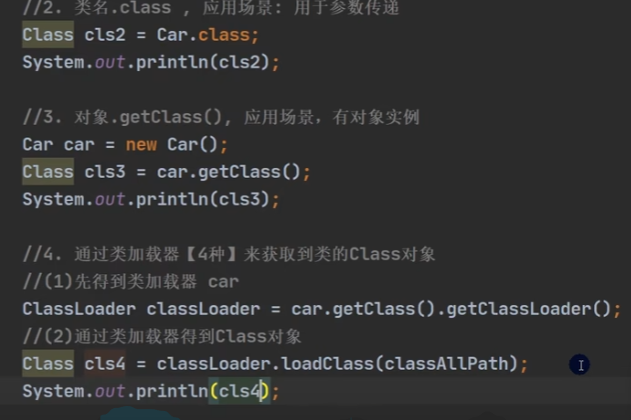 //2. 类名.class , 应用场景: 用于参数传递
Class cls2 = Car.class;
System.out.println(cls2);
//3. 对象.getClass(), 应用场景，有对象实例
Car car = new Car();
Class cls3 = car.getClass();
System.out.println(cls3);
//4. 通过类加载器【4种】来获取到类的Class对象
//(1)先得到类加载器 car
ClassLoader classLoader = car.getClass().getClassLoader();
//(2)通过类加载器得到Class对象
Class cls4 = classLoader.loadClass(classAllPath);
System.out.println(cls4);